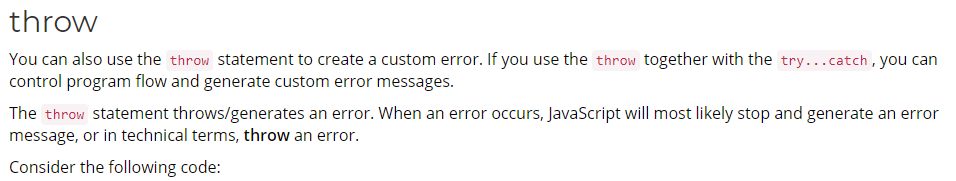 throw
You can also use the throw statement to create a custom error. If you use the throw together with the try...catch, you can
control program flow and generate custom error messages.
The throw statement throws/generates an error. When an error occurs, JavaScript will most likely stop and generate an error
message, or in technical terms, throw an error.
Consider the following code: